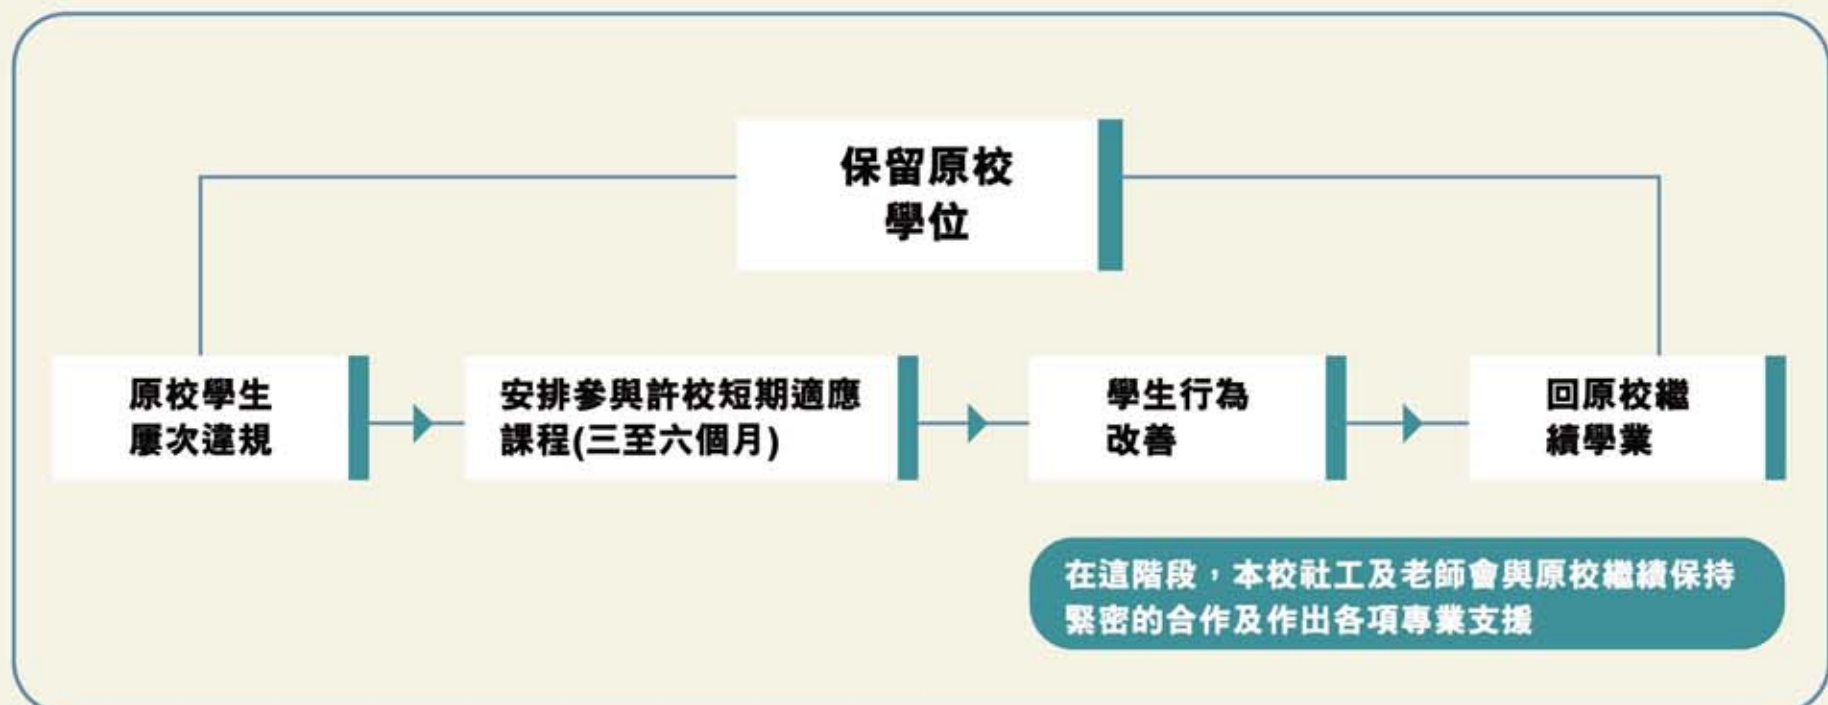 保留原校
學位
原校學生
屢次違規
安排參與許校短期適應
課程(三至六個月)
學生行為
改善
回原校繼
續學業
在這階段，本校社工及老師會與原校繼續保持
緊密的合作及作出各項專業支援